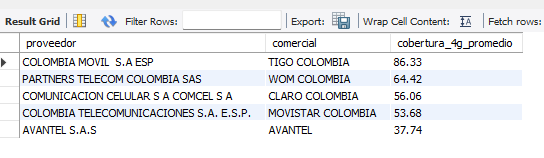 Result Grid Filter Rows: Export: Wrap Cell Content: Fetch rows:
proveedor comercial cobertura_4g_promedio
COLOMBIA MOVIL  S.A ESP TIGO COLOMBIA 86.33
PARTNERS TELECOM COLOMBIA SAS WOM COLOMBIA 64.42
COMUNICACION CELULAR S A COMCEL S A CLARO COLOMBIA 56.06
COLOMBIA TELECOMUNICACIONES S.A. E.S.P. MOVISTAR COLOMBIA 53.68
AVANTEL S.A.S AVANTEL 37.74